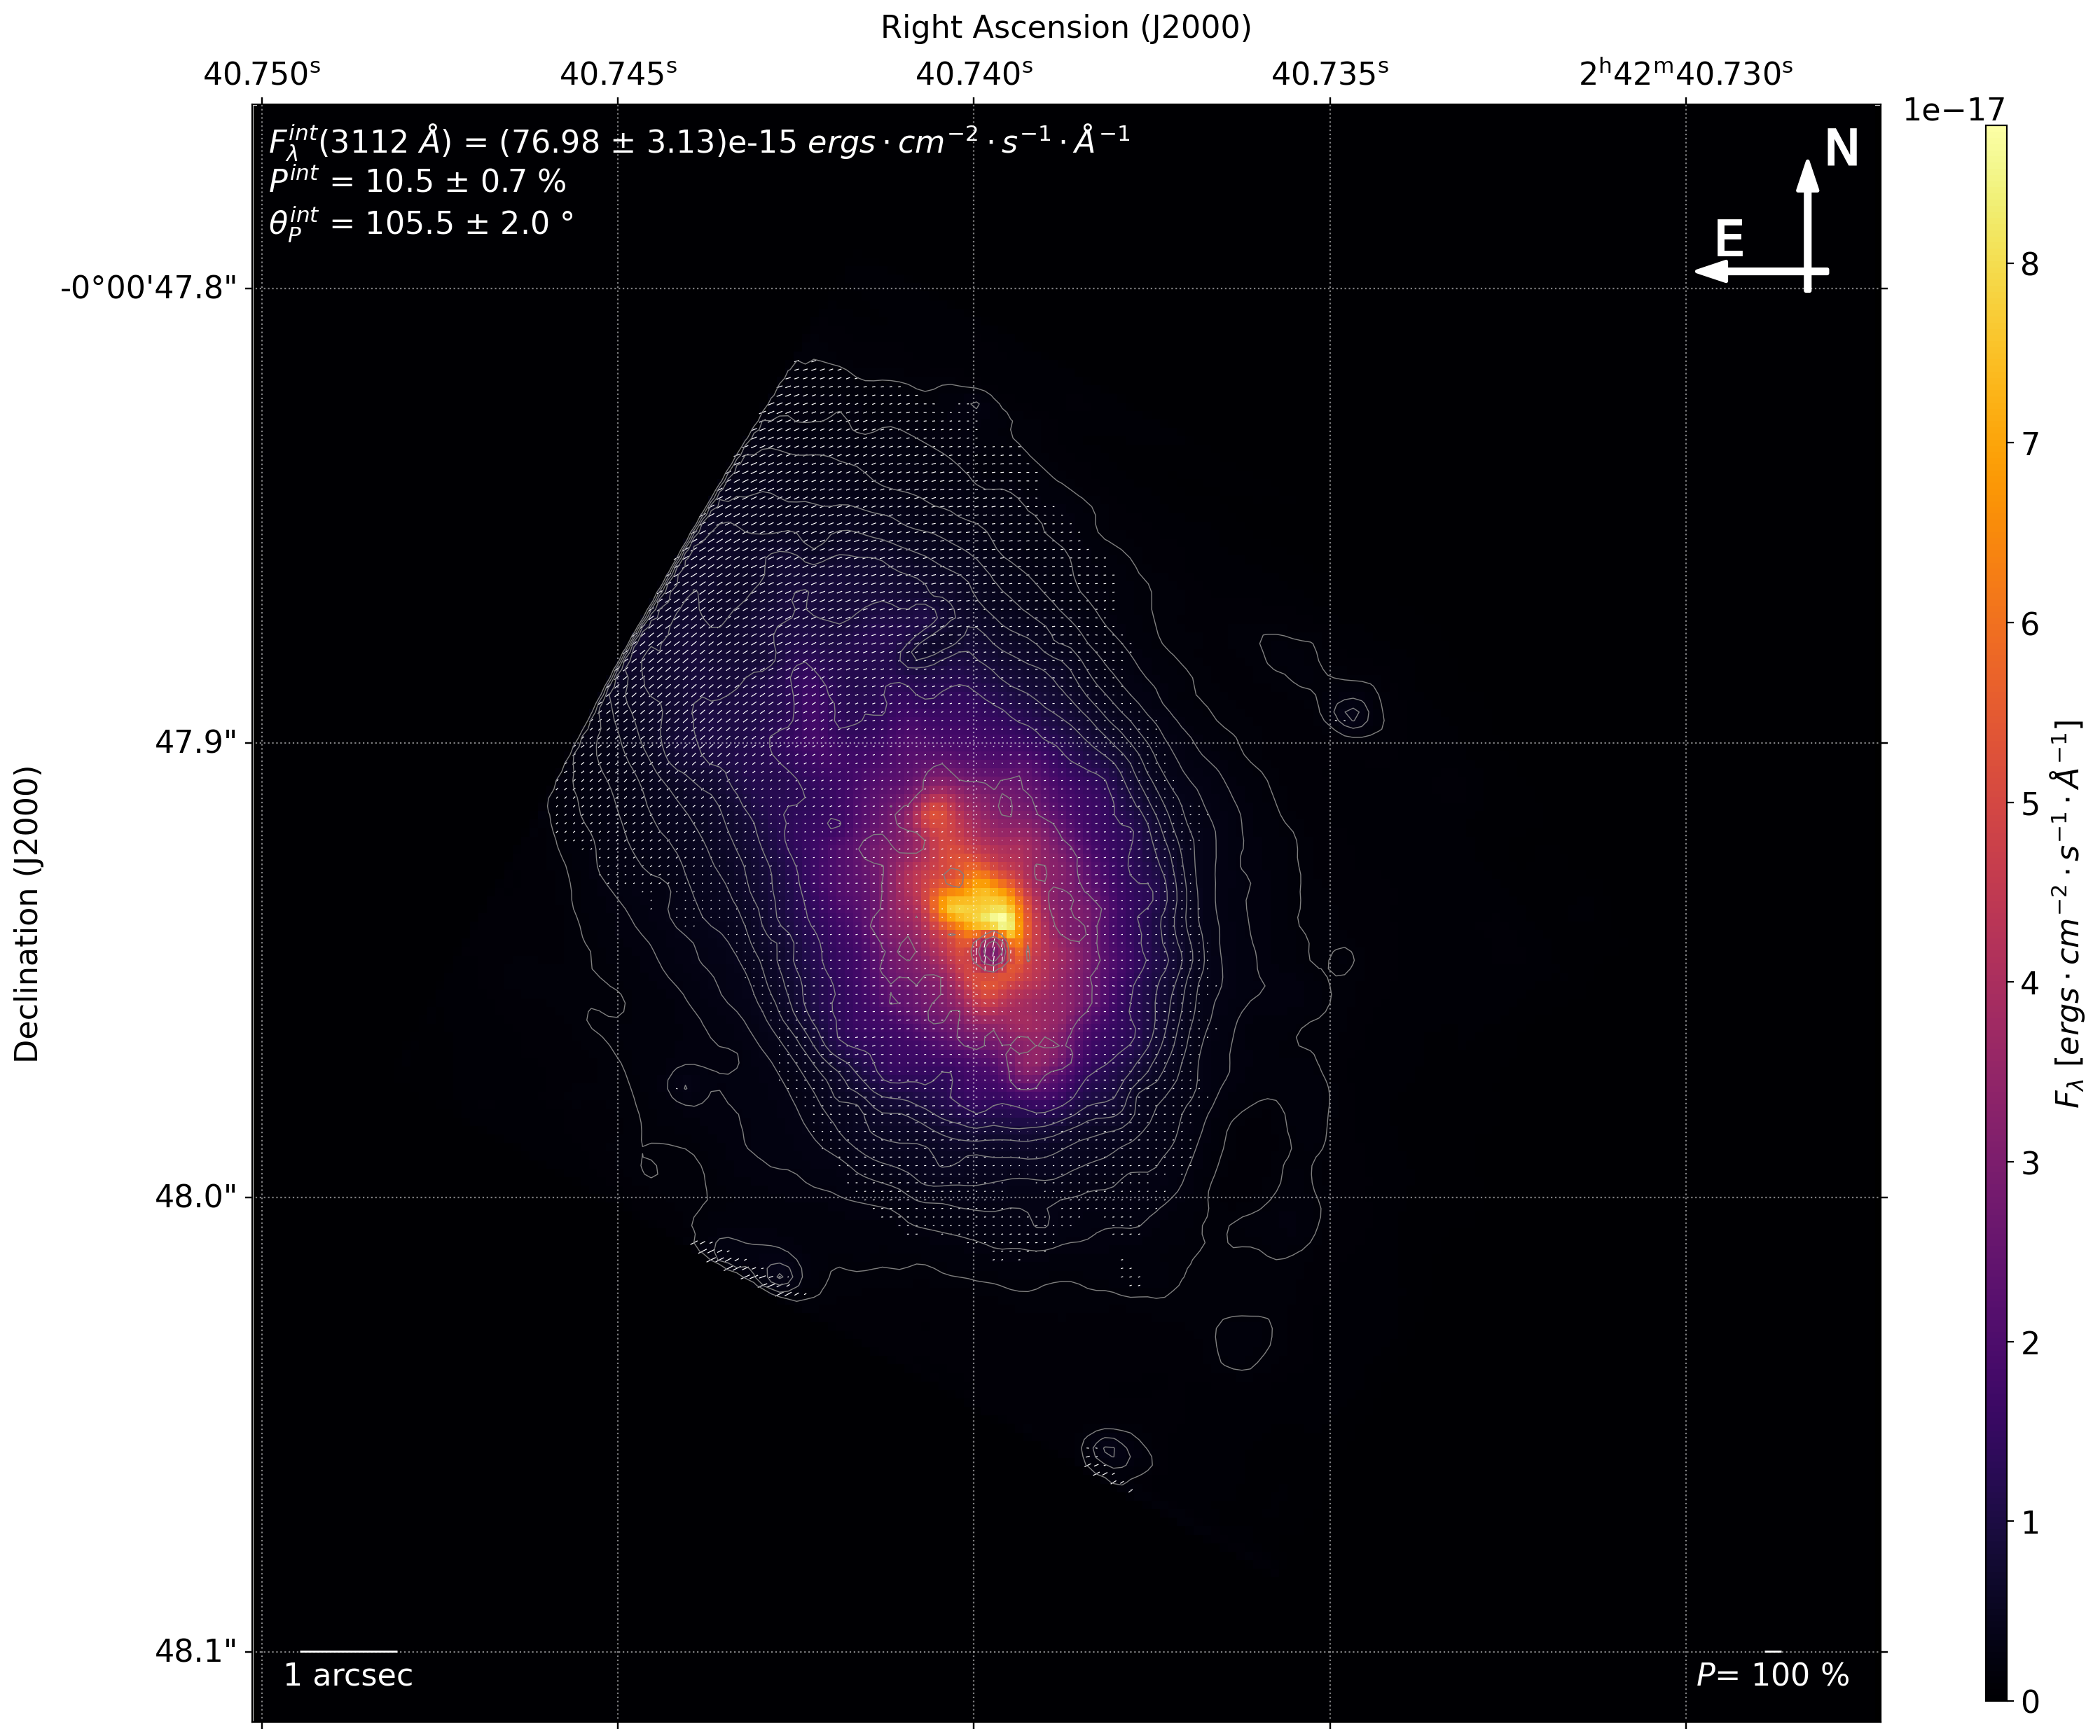 Right Ascension (J2000)
40.750ˢ 40.745ˢ 40.740ˢ 40.735ˢ 2ʰ42ᵐ40.730ˢ
1e−17
F_λ^int(3112 Å) = (76.98 ± 3.13)e-15 ergs · cm⁻² · s⁻¹ · Å⁻¹
P^int = 10.5 ± 0.7 %
θ_P^int = 105.5 ± 2.0 °
N
E
-0°00'47.8"
47.9"
48.0"
48.1"
Declination (J2000)
1 arcsec
P= 100 %
8
7
6
5
4
3
2
1
0
F_λ [ergs · cm⁻² · s⁻¹ · Å⁻¹]